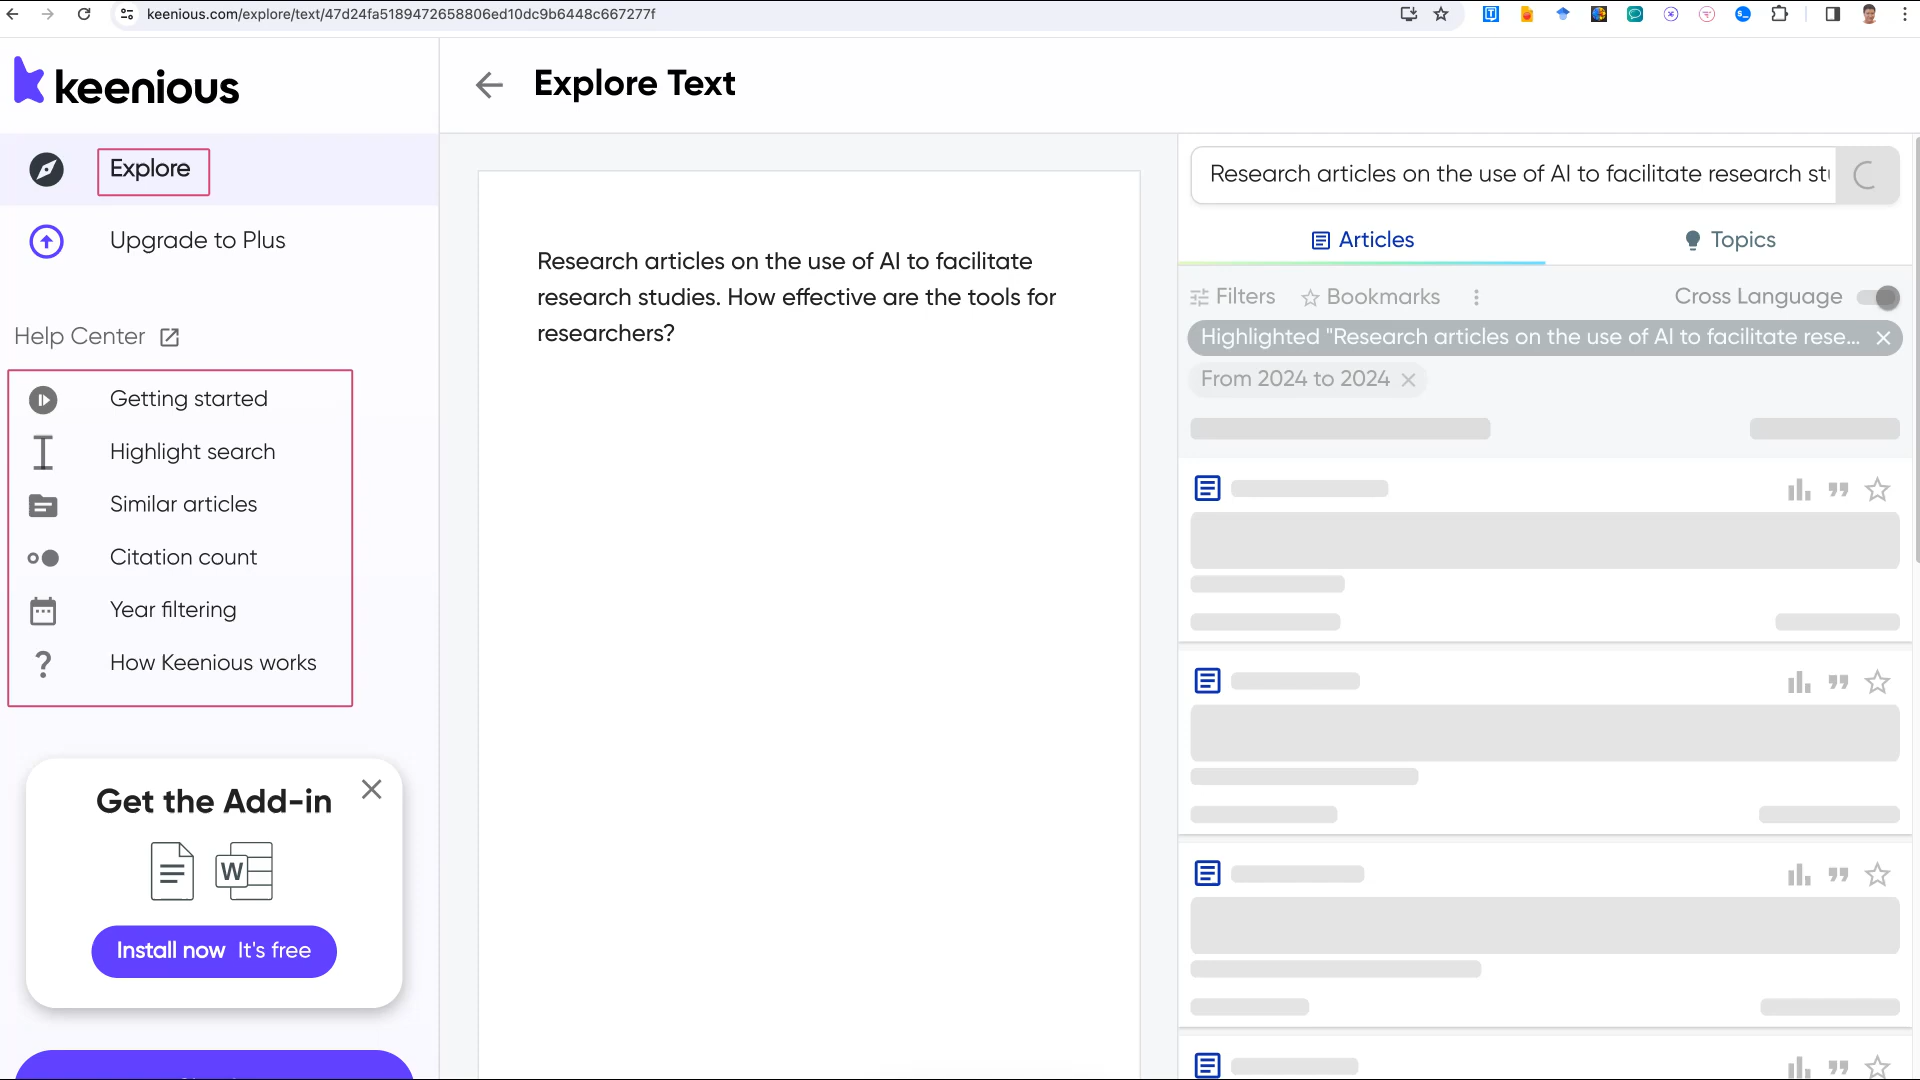 keenious.com/explore/text/47d24fa5189472658806ed10dc9b6448c667277f
keenious
Explore
Upgrade to Plus
Help Center
Getting started
Highlight search
Similar articles
Citation count
Year filtering
How Keenious works
Get the Add-in
W
Install now It's free
Explore Text
Research articles on the use of AI to facilitate
research studies. How effective are the tools for
researchers?
Research articles on the use of AI to facilitate research
Articles
Topics
Filters
Bookmarks
Cross Language
Highlighted "Research articles on the use of AI to facilitate rese...
From 2024 to 2024